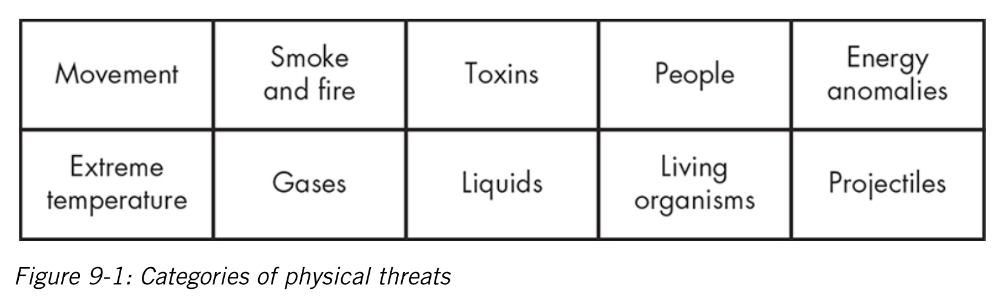 Movement
Smoke
and fire
Toxins
People
Energy
anomalies
Extreme
temperature
Gases
Liquids
Living
organisms
Projectiles
Figure 9-1: Categories of physical threats